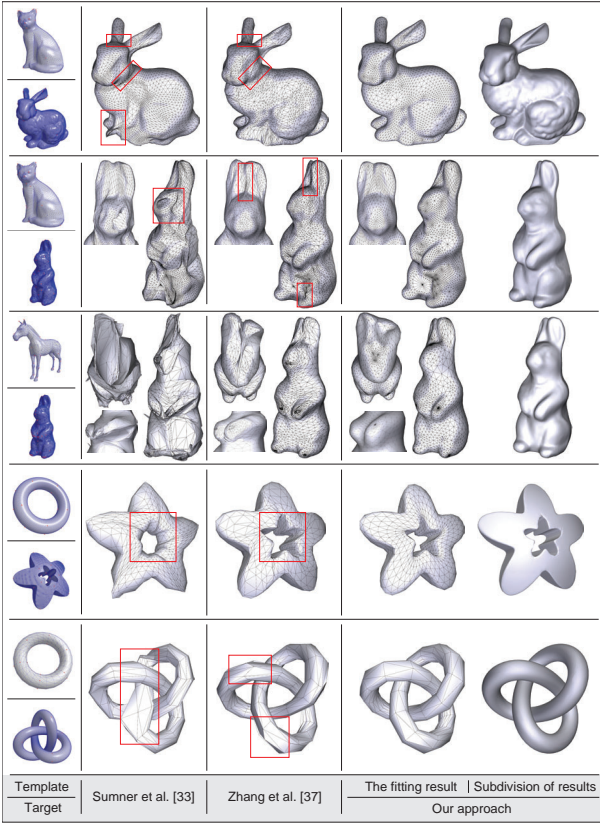 Template
Target
Sumner et al. [33]
Zhang et al. [37]
The fitting result
Subdivision of results
Our approach